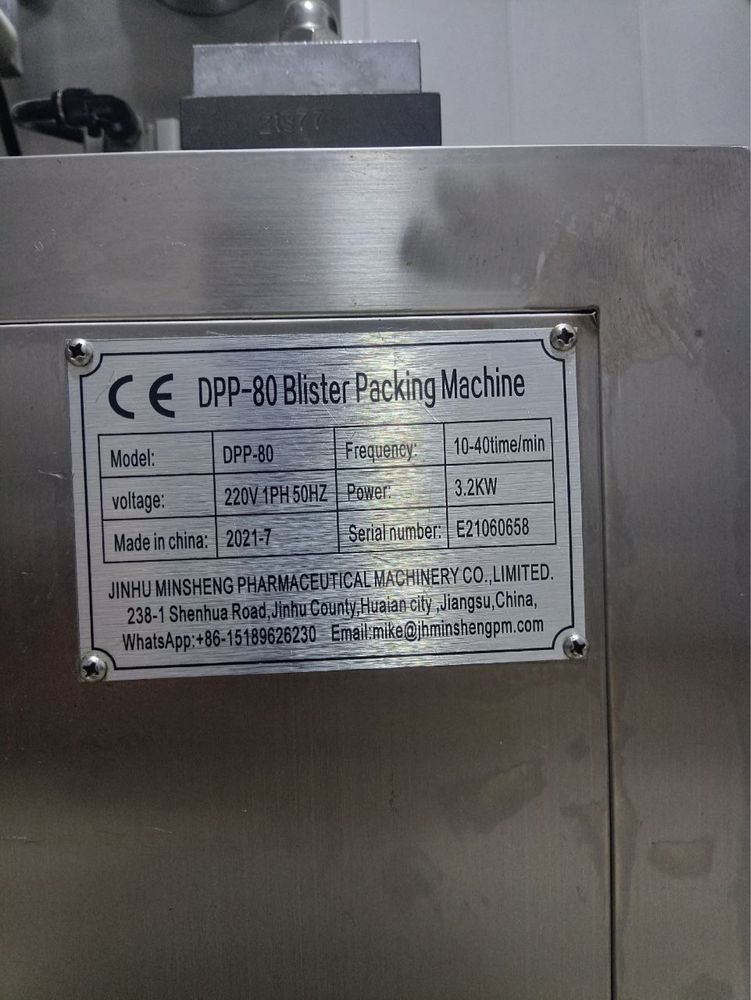 zts77
CE DPP-80 Blister Packing Machine
Model: DPP-80 Frequency: 10-40time/min
voltage: 220V 1PH 50HZ Power: 3.2KW
Made in china: 2021-7 Serial number: E21060658
JINHU MINSHENG PHARMACEUTICAL MACHINERY CO.,LIMITED.
238-1 Shenhua Road,Jinhu County,Huaian city ,Jiangsu,China,
WhatsApp:+86-15189626230 Email:mike@jhminshengpm.com